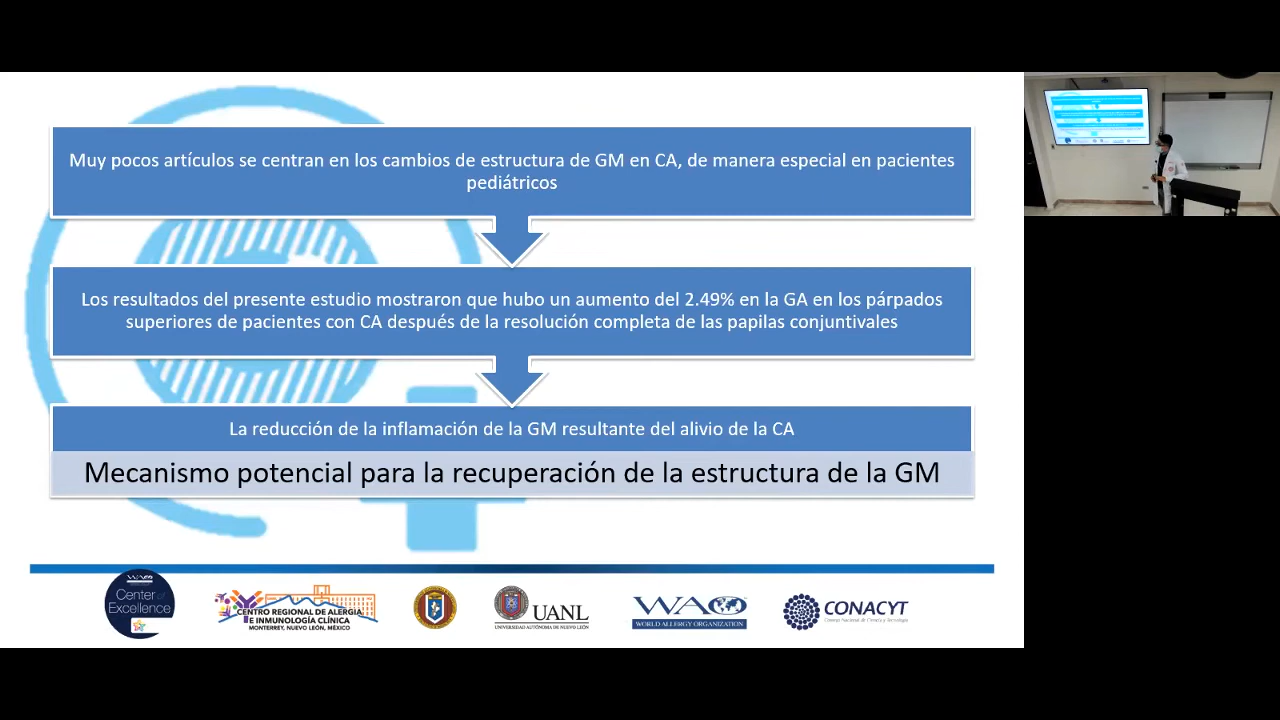 Muy pocos artículos se centran en los cambios de estructura de GM en CA, de manera especial en pacientes
pediátricos
Los resultados del presente estudio mostraron que hubo un aumento del 2.49% en la GA en los párpados
superiores de pacientes con CA después de la resolución completa de las papilas conjuntivales
La reducción de la inflamación de la GM resultante del alivio de la CA
Mecanismo potencial para la recuperación de la estructura de la GM
WAO
Center of
Excellence
CENTRO REGIONAL DE ALERGIA
E INMUNOLOGÍA CLÍNICA
MONTERREY, NUEVO LEÓN, MÉXICO
UANL
UNIVERSIDAD AUTÓNOMA DE NUEVO LEÓN
WAO
WORLD ALLERGY ORGANIZATION
CONACYT
Consejo Nacional de Ciencia y Tecnología